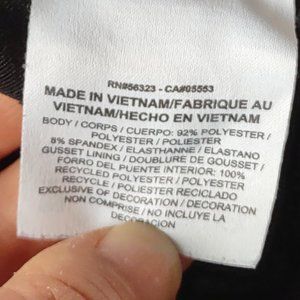 RN#56323 - CA#05553
MADE IN VIETNAM/FABRIQUE AU
VIETNAM/HECHO EN VIETNAM
BODY / CORPS / CUERPO: 92% POLYESTER /
POLYESTER / POLIESTER
8% SPANDEX / ELASTHANNE / ELASTANO
GUSSET LINING / DOUBLURE DE GOUSSET /
FORRO DEL PUENTE INTERIOR: 100%
RECYCLED POLYESTER / POLYESTER
RECYCLE / POLIESTER RECICLADO
EXCLUSIVE OF DECORATION / DECORATION
NON COMPRISE / NO INCLUYE LA
DECORACION